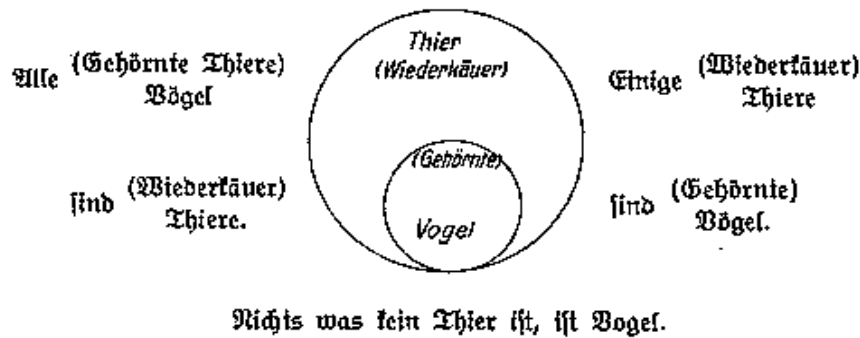 Alle (Gehörnte Thiere)
Vögel
sind (Wiederkäuer)
Thiere.
Thier
(Wiederkäuer)
(Gehörnte)
Vogel
Einige (Wiederkäuer)
Thiere
sind (Gehörnte)
Vögel.
Nichts was kein Thier ist, ist Vogel.